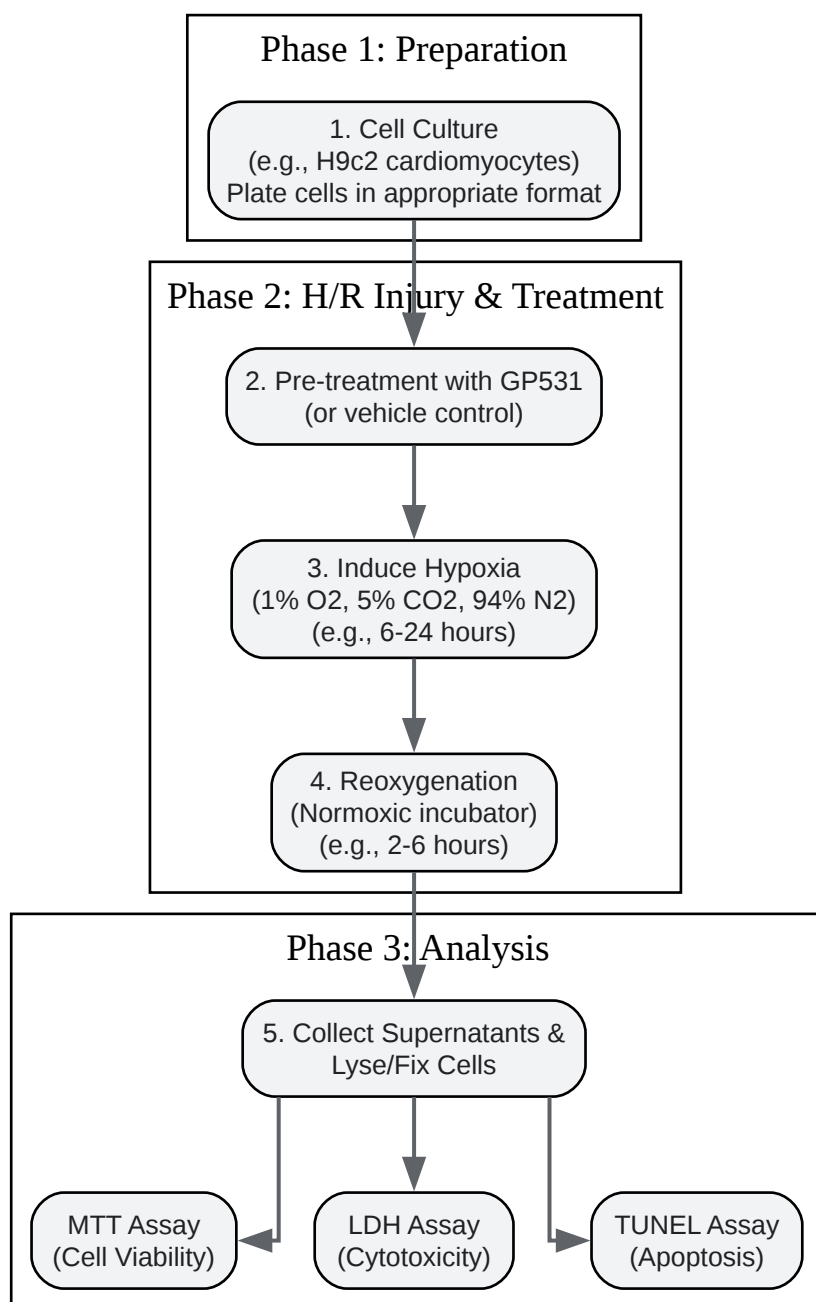 Phase 1: Preparation
1. Cell Culture
(e.g., H9c2 cardiomyocytes)
Plate cells in appropriate format
Phase 2: H/R Injury & Treatment
2. Pre-treatment with GP531
(or vehicle control)
3. Induce Hypoxia
(1% O2, 5% CO2, 94% N2)
(e.g., 6-24 hours)
4. Reoxygenation
(Normoxic incubator)
(e.g., 2-6 hours)
Phase 3: Analysis
5. Collect Supernatants &
Lyse/Fix Cells
MTT Assay
(Cell Viability)
LDH Assay
(Cytotoxicity)
TUNEL Assay
(Apoptosis)